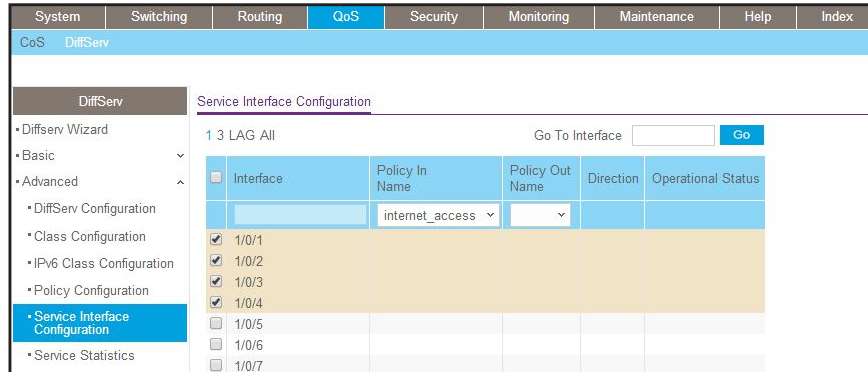 System Switching Routing QoS Security Monitoring Maintenance Help Index
CoS DiffServ
DiffServ
Diffserv Wizard
Basic
Advanced
DiffServ Configuration
Class Configuration
IPv6 Class Configuration
Policy Configuration
Service Interface
Configuration
Service Statistics
Service Interface Configuration
1 3 LAG All Go To Interface Go
Interface Policy In Name Policy Out Name Direction Operational Status
internet_access
1/0/1
1/0/2
1/0/3
1/0/4
1/0/5
1/0/6
1/0/7